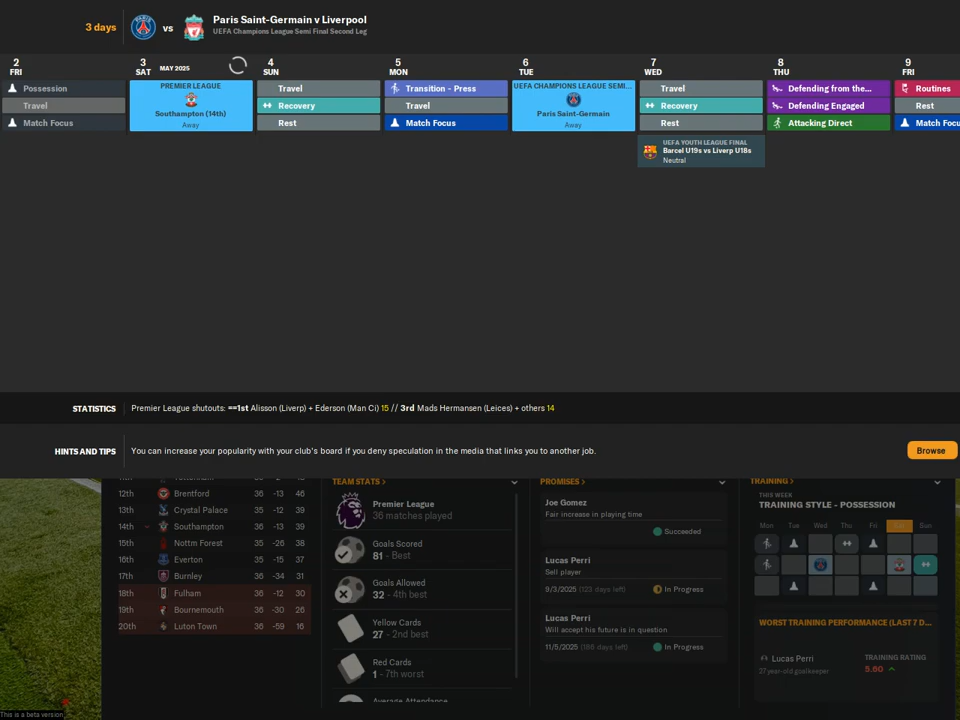 3 days
vs
Paris Saint-Germain v Liverpool
UEFA Champions League Semi Final Second Leg
2
FRI
3
SAT
MAY 2025
4
SUN
5
MON
6
TUE
7
WED
8
THU
9
FRI
Possession
Travel
Match Focus
PREMIER LEAGUE
Southampton (14th)
Away
Travel
Recovery
Rest
Transition - Press
Travel
Match Focus
UEFA CHAMPIONS LEAGUE SEMI...
Paris Saint-Germain
Away
Travel
Recovery
Rest
UEFA YOUTH LEAGUE FINAL
Barcel U19s vs Liverp U18s
Neutral
Defending from the...
Defending Engaged
Attacking Direct
Routines
Rest
Match Focu
STATISTICS
Premier League shutouts: ==1st Alisson (Liverp) + Ederson (Man Ci) 15 // 3rd Mads Hermansen (Leices) + others 14
HINTS AND TIPS
You can increase your popularity with your club's board if you deny speculation in the media that links you to another job.
Browse
12th Brentford 36 -13 46
13th Crystal Palace 35 -12 39
14th Southampton 36 -13 39
15th Nottm Forest 35 -26 38
16th Everton 36 -15 37
17th Burnley 36 -34 31
18th Fulham 36 -12 30
19th Bournemouth 36 -30 26
20th Luton Town 36 -59 16
TEAM STATS >
Premier League
36 matches played
Goals Scored
81 - Best
Goals Allowed
32 - 4th best
Yellow Cards
27 - 2nd best
Red Cards
1 - 7th worst
Average Attendance
PROMISES >
Joe Gomez
Fair increase in playing time
Succeeded
Lucas Perri
Sell player
9/3/2025 (123 days left)
In Progress
Lucas Perri
Will accept his future is in question
11/5/2025 (186 days left)
In Progress
TRAINING >
THIS WEEK
TRAINING STYLE - POSSESSION
Mon Tue Wed Thu Fri Sat Sun
WORST TRAINING PERFORMANCE (LAST 7 D...
Lucas Perri
27 year-old goalkeeper
TRAINING RATING
5.60
This is a beta version